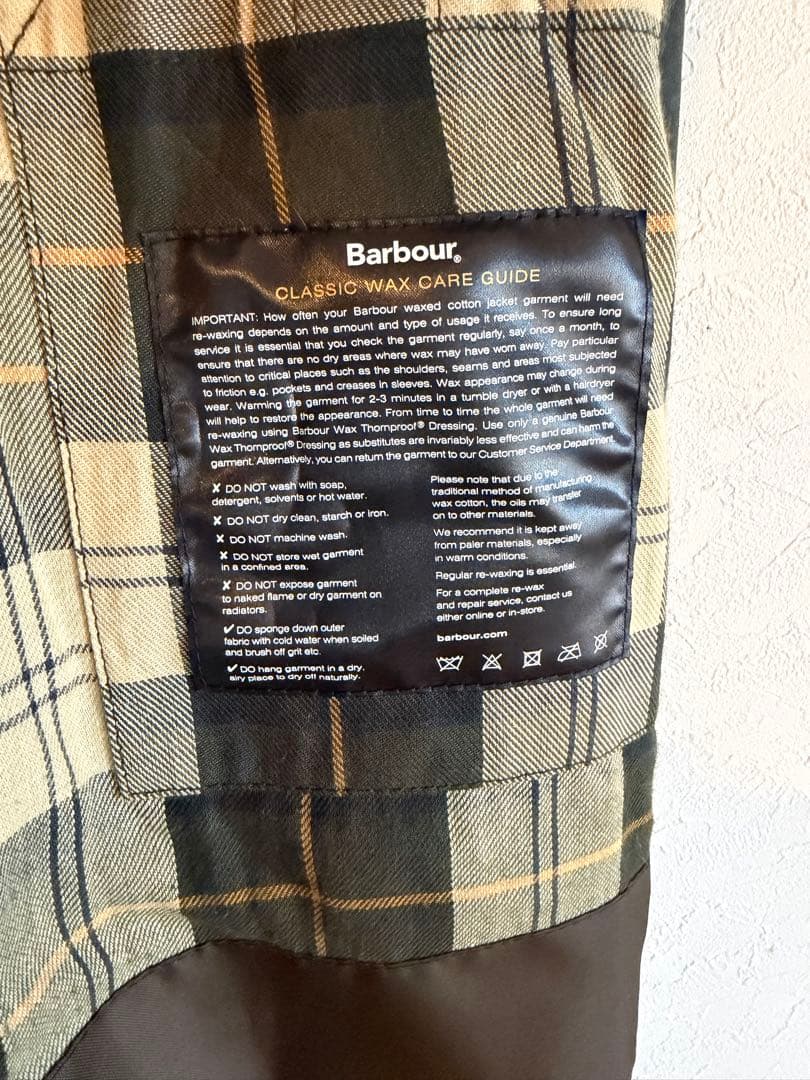 Barbour®
CLASSIC WAX CARE GUIDE
IMPORTANT: How often your Barbour waxed cotton jacket garment will need
re-waxing depends on the amount and type of usage it receives. To ensure long
service it is essential that you check the garment regularly, say once a month, to
ensure that there are no dry areas where wax may have worn away. Pay particular
attention to critical places such as the shoulders, seams and areas most subjected
to friction e.g. pockets and creases in sleeves. Wax appearance may change during
wear. Warming the garment for 2-3 minutes in a tumble dryer or with a hairdryer
will help to restore the appearance. From time to time the whole garment will need
re-waxing using Barbour Wax Thornproof® Dressing. Use only a genuine Barbour
Wax Thornproof® Dressing as substitutes are invariably less effective and can harm the
garment. Alternatively, you can return the garment to our Customer Service Department.
✗ DO NOT wash with soap,
detergent, solvents or hot water.
✗ DO NOT dry clean, starch or iron.
✗ DO NOT machine wash.
✗ DO NOT store wet garment
in a confined area.
✗ DO NOT expose garment
to naked flame or dry garment on
radiators.
✓ DO sponge down outer
fabric with cold water when soiled
and brush off grit etc.
✓ DO hang garment in a dry,
airy place to dry off naturally.
Please note that due to the
traditional method of manufacturing
wax cotton, the oils may transfer
on to other materials.
We recommend it is kept away
from paler materials, especially
in warm conditions.
Regular re-waxing is essential.
For a complete re-wax
and repair service, contact us
either online or in-store.
barbour.com